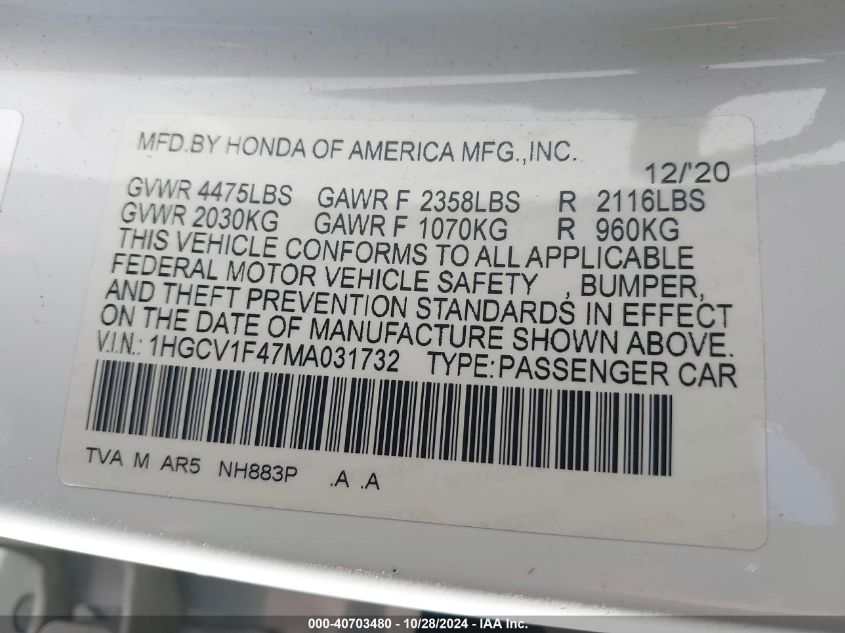 MFD.BY HONDA OF AMERICA MFG.,INC.
12/'20
GVWR 4475LBS GAWR F 2358LBS R 2116LBS
GVWR 2030KG GAWR F 1070KG R 960KG
THIS VEHICLE CONFORMS TO ALL APPLICABLE
FEDERAL MOTOR VEHICLE SAFETY , BUMPER,
AND THEFT PREVENTION STANDARDS IN EFFECT
ON THE DATE OF MANUFACTURE SHOWN ABOVE.
V.I.N.: 1HGCV1F47MA031732 TYPE:PASSENGER CAR
TVA M AR5 NH883P .A .A
000-40703480 - 10/28/2024 - IAA Inc.